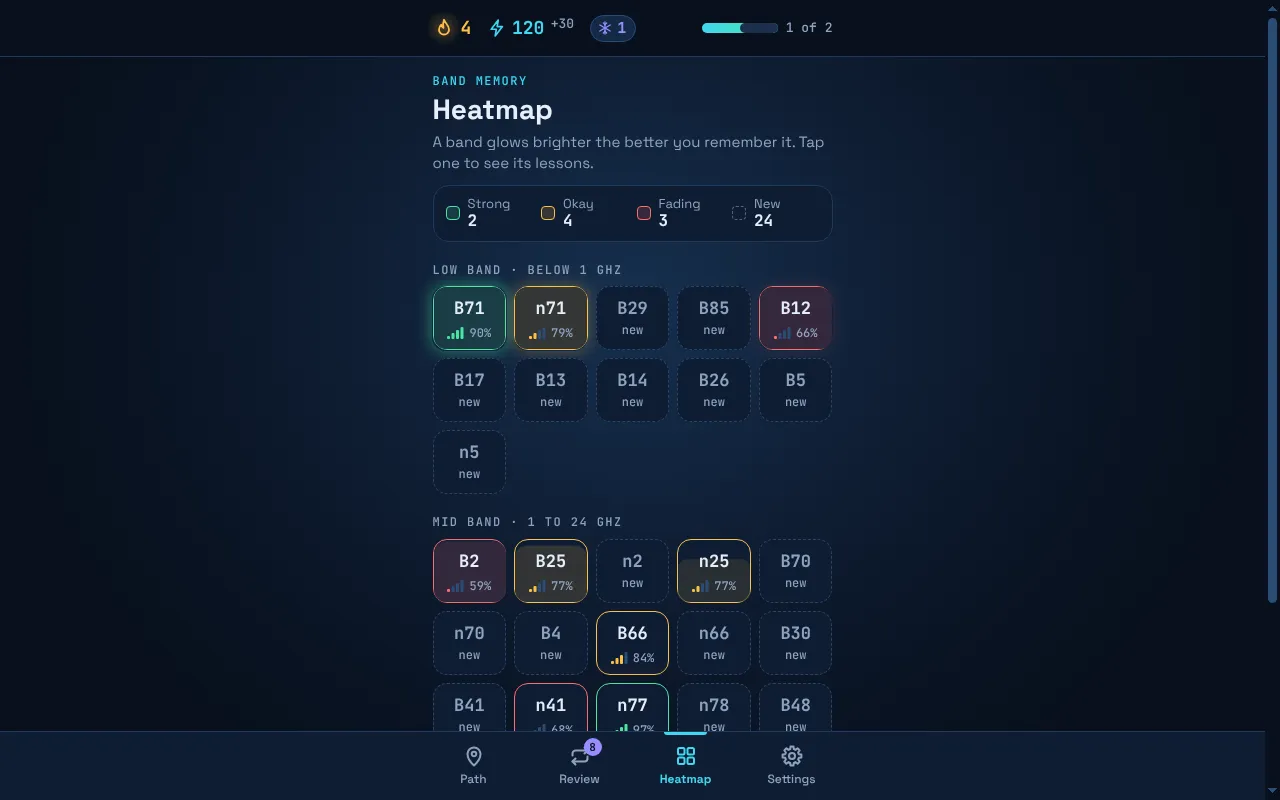 4 120 +30 1 1 of 2
BAND MEMORY
Heatmap
A band glows brighter the better you remember it. Tap
one to see its lessons.
Strong Okay Fading New
2 4 3 24
LOW BAND · BELOW 1 GHZ
B71 n71 B29 B85 B12
90% 79% new new 66%
B17 B13 B14 B26 B5
new new new new new
n5
new
MID BAND · 1 TO 24 GHZ
B2 B25 n2 n25 B70
59% 77% new 77% new
n70 B4 B66 n66 B30
new new 84% new new
B41 n41 n77 n78 B48
new 68% 97% new new
8
Path Review Heatmap Settings